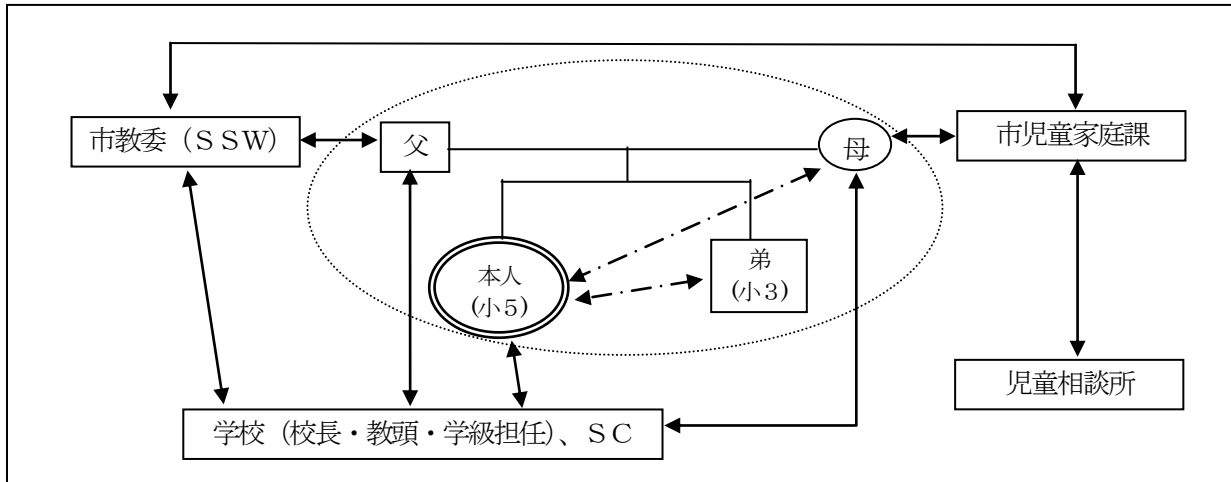 市教委（ＳＳＷ）
父
母
市児童家庭課
本人
(小５)
弟
(小３)
児童相談所
学校（校長・教頭・学級担任）、ＳＣ